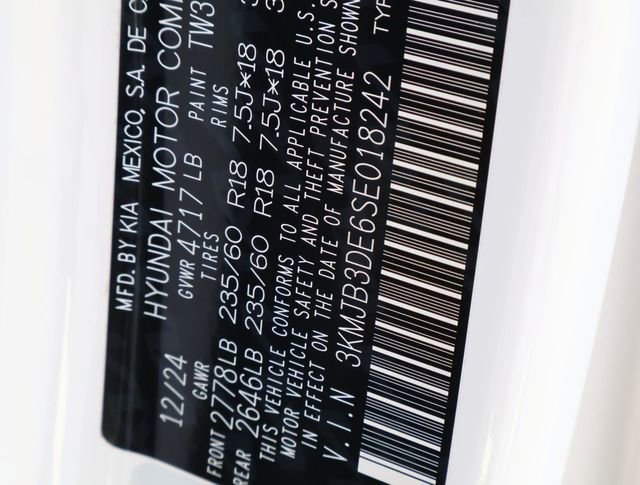 MFD. BY KIA MEXICO, S.A. DE C
HYUNDAI MOTOR COM
12/24 GVWR 4717 LB PAINT TW3
GAWR TIRES RIMS
FRONT 2778LB 235/60 R18 7.5J×18
REAR 2646LB 235/60 R18 7.5J×18
THIS VEHICLE CONFORMS TO ALL APPLICABLE U.S.
MOTOR VEHICLE SAFETY AND THEFT PREVENTION S
IN EFFECT ON THE DATE OF MANUFACTURE SHOWN
V.I.N 3KMJB3DE6SE018242 TYP